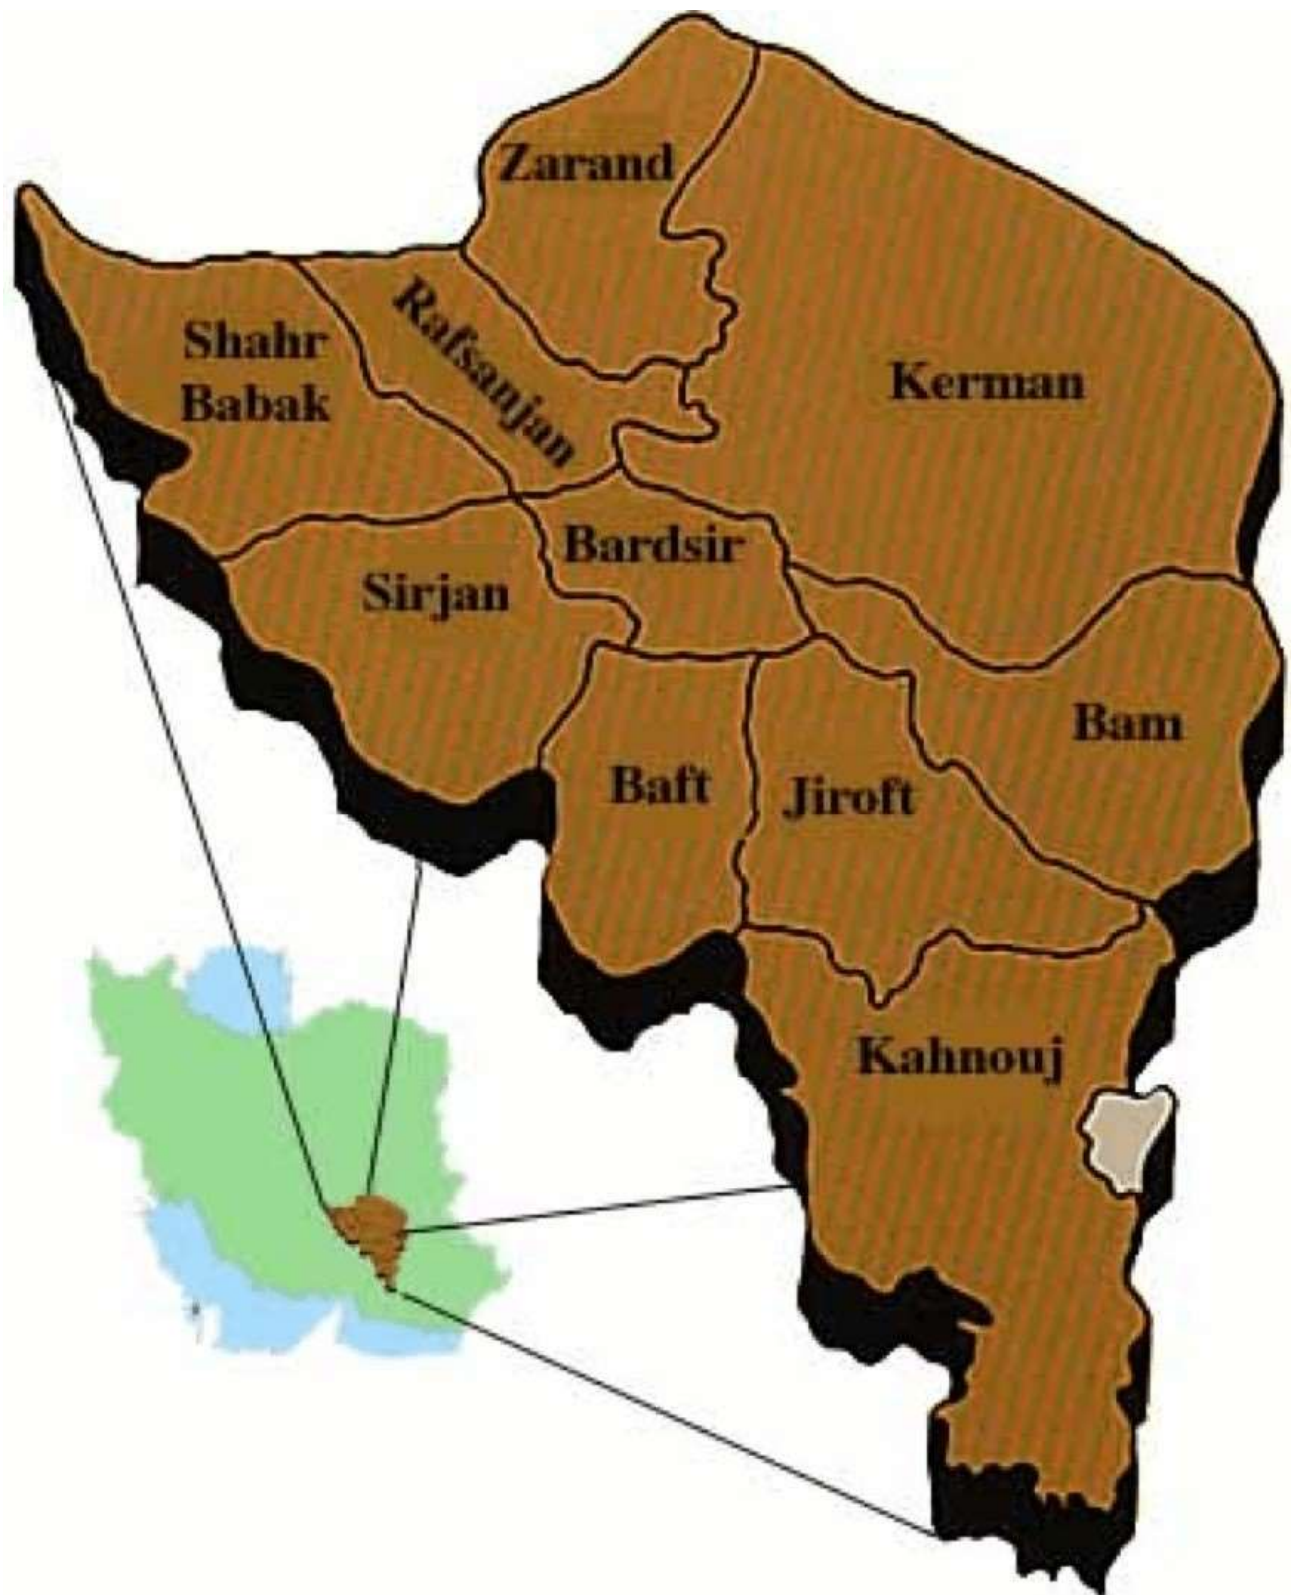 Zarand
Shahr
Babak
Rafsanjan
Kerman
Bardsir
Sirjan
Bam
Baft
Jiroft
Kahnouj